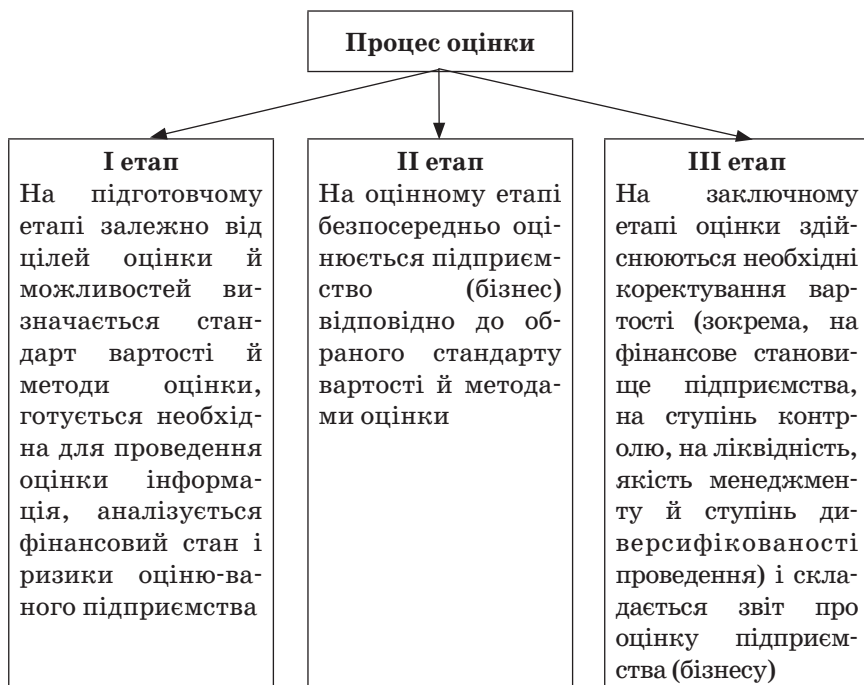 Процес оцінки
І етап
На підготовчому
етапі залежно від
цілей оцінки й
можливостей ви-
значається стан-
дарт вартості й
методи оцінки,
готується необхід-
на для проведення
оцінки інформа-
ція, аналізується
фінансовий стан і
ризики оціню-ва-
ного підприємства
ІІ етап
На оцінному етапі
безпосередньо оці-
нюється підприєм-
ство (бізнес)
відповідно до об-
раного стандарту
вартості й метода-
ми оцінки
ІІІ етап
На заключному
етапі оцінки здій-
снюються необхідні
коректування вар-
тості (зокрема, на
фінансове станови-
ще підприємства,
на ступінь контр-
олю, на ліквідність,
якість менеджмен-
ту й ступінь ди-
версифікованості
проведення) і скла-
дається звіт про
оцінку підприєм-
ства (бізнесу)